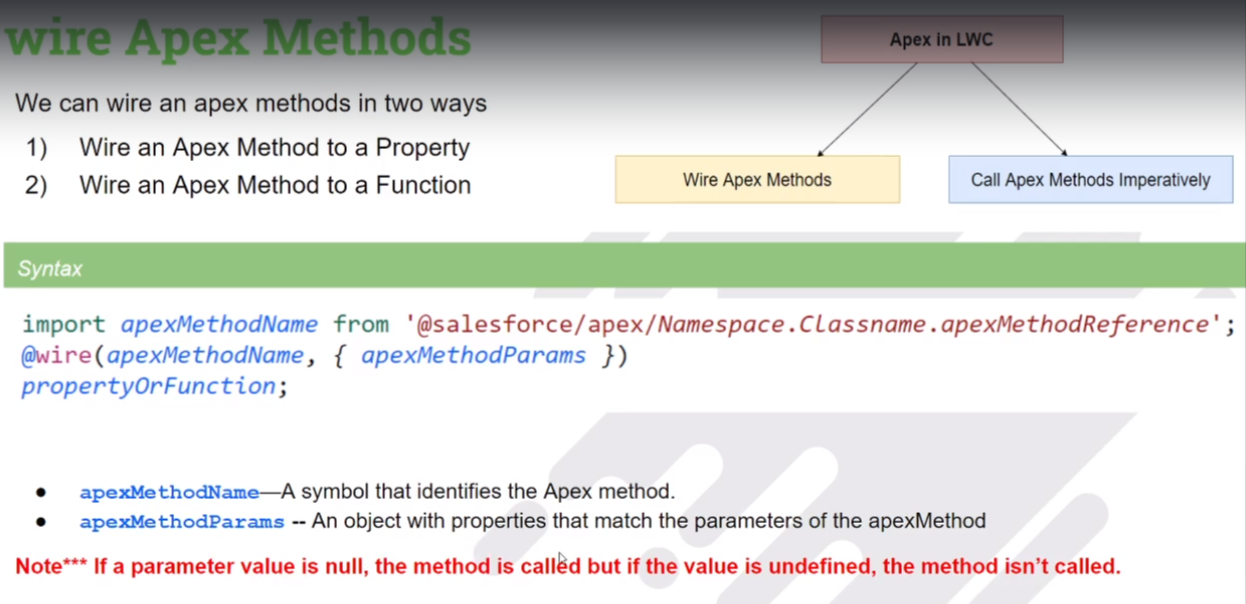 wire Apex Methods
Apex in LWC
We can wire an apex methods in two ways
1) Wire an Apex Method to a Property
2) Wire an Apex Method to a Function
Wire Apex Methods
Call Apex Methods Imperatively
Syntax
import apexMethodName from '@salesforce/apex/Namespace.Classname.apexMethodReference';
@wire(apexMethodName, { apexMethodParams })
propertyOrFunction;
● apexMethodName—A symbol that identifies the Apex method.
● apexMethodParams -- An object with properties that match the parameters of the apexMethod
Note*** If a parameter value is null, the method is called but if the value is undefined, the method isn’t called.